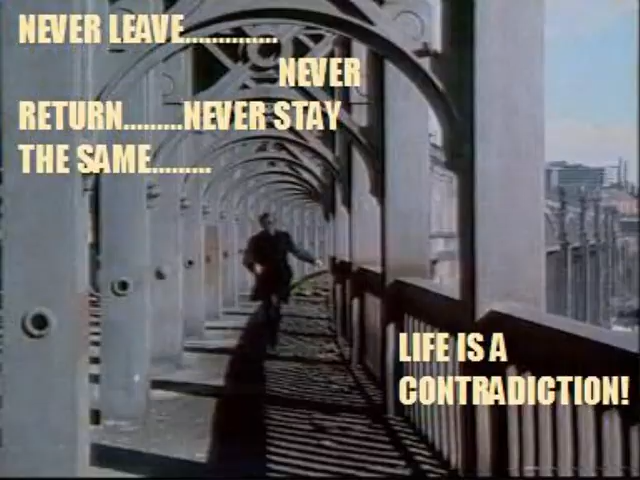 NEVER LEAVE..............
NEVER
RETURN.........NEVER STAY
THE SAME.........
LIFE IS A
CONTRADICTION!